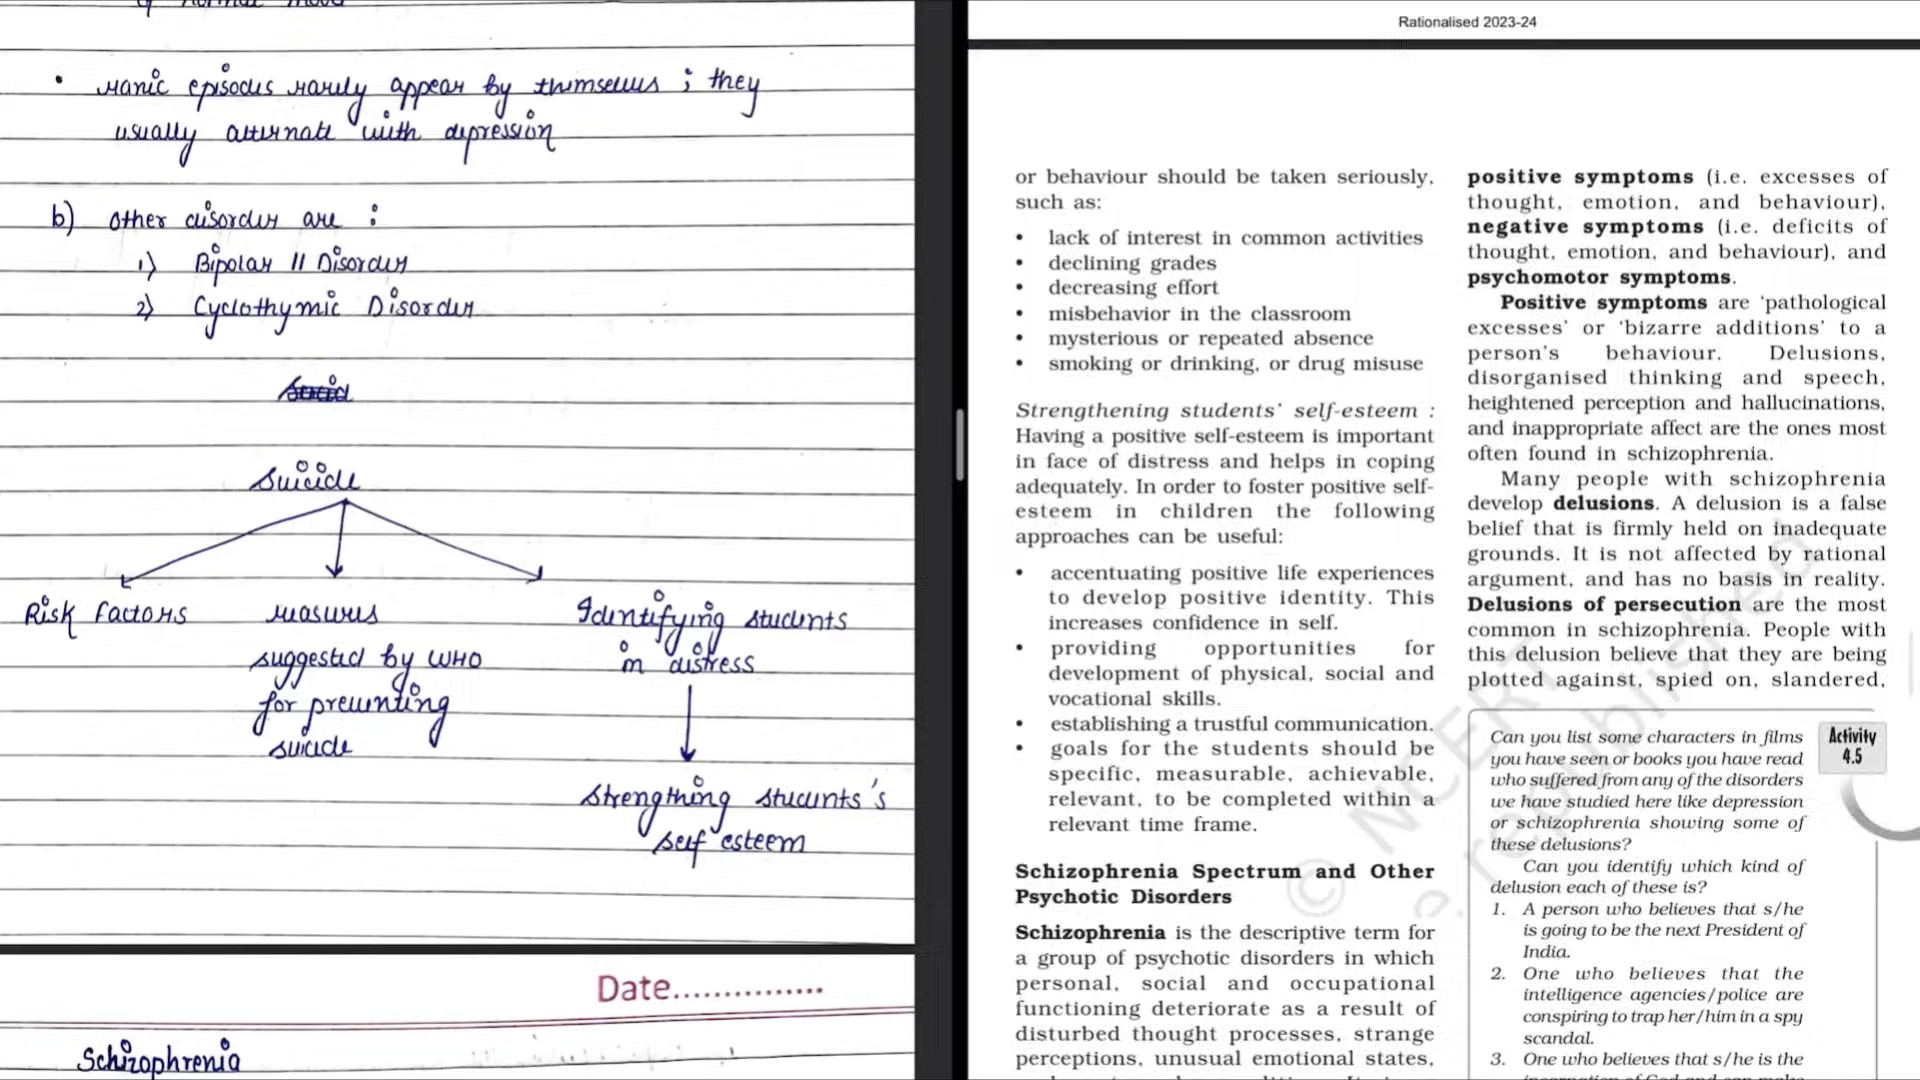 • Manic episodes rarely appear by themselves ; they
usually alternate with depression
b) Other disorders are :
1) Bipolar II Disorder
2) Cyclothymic Disorder
Suicide
Risk Factors
Measures
suggested by WHO
for preventing
suicide
Identifying students
in distress
Strengthing students's
self esteem
Date...............
Schizophrenia
Rationalised 2023-24
or behaviour should be taken seriously,
such as:
• lack of interest in common activities
• declining grades
• decreasing effort
• misbehavior in the classroom
• mysterious or repeated absence
• smoking or drinking, or drug misuse
Strengthening students' self-esteem :
Having a positive self-esteem is important
in face of distress and helps in coping
adequately. In order to foster positive self-
esteem in children the following
approaches can be useful:
• accentuating positive life experiences
to develop positive identity. This
increases confidence in self.
• providing opportunities for
development of physical, social and
vocational skills.
• establishing a trustful communication.
• goals for the students should be
specific, measurable, achievable,
relevant, to be completed within a
relevant time frame.
Schizophrenia Spectrum and Other
Psychotic Disorders
Schizophrenia is the descriptive term for
a group of psychotic disorders in which
personal, social and occupational
functioning deteriorate as a result of
disturbed thought processes, strange
perceptions, unusual emotional states,
positive symptoms (i.e. excesses of
thought, emotion, and behaviour),
negative symptoms (i.e. deficits of
thought, emotion, and behaviour), and
psychomotor symptoms.
Positive symptoms are 'pathological
excesses' or 'bizarre additions' to a
person's behaviour. Delusions,
disorganised thinking and speech,
heightened perception and hallucinations,
and inappropriate affect are the ones most
often found in schizophrenia.
Many people with schizophrenia
develop delusions. A delusion is a false
belief that is firmly held on inadequate
grounds. It is not affected by rational
argument, and has no basis in reality.
Delusions of persecution are the most
common in schizophrenia. People with
this delusion believe that they are being
plotted against, spied on, slandered,
Activity
4.5
Can you list some characters in films
you have seen or books you have read
who suffered from any of the disorders
we have studied here like depression
or schizophrenia showing some of
these delusions?
Can you identify which kind of
delusion each of these is?
1. A person who believes that s/he
is going to be the next President of
India.
2. One who believes that the
intelligence agencies/police are
conspiring to trap her/him in a spy
scandal.
3. One who believes that s/he is the
© NCERT